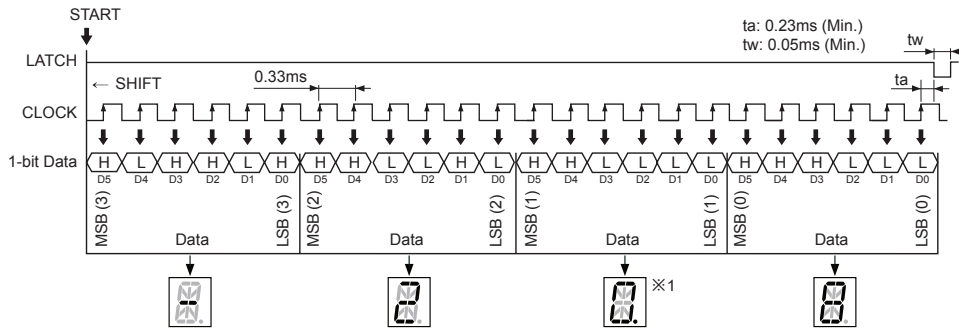 START
ta: 0.23ms (Min.)
tw: 0.05ms (Min.)
tw
LATCH
← SHIFT
0.33ms
ta
CLOCK
1-bit Data
H L H H L H H H L L H L H H L L L L H H H L L L
D5 D4 D3 D2 D1 D0 D5 D4 D3 D2 D1 D0 D5 D4 D3 D2 D1 D0 D5 D4 D3 D2 D1 D0
MSB (3) LSB (3) MSB (2) LSB (2) MSB (1) LSB (1) MSB (0) LSB (0)
Data Data Data Data
- 2 0. 8
※1